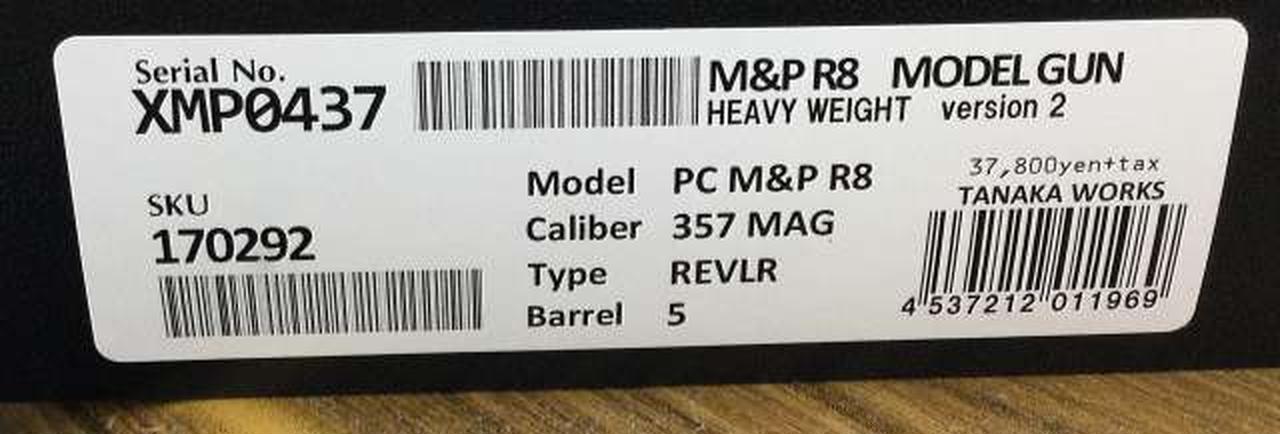 Serial No.
XMP0437
M&P R8 MODEL GUN
HEAVY WEIGHT version 2
SKU
170292
Model PC M&P R8
Caliber 357 MAG
Type REVLR
Barrel 5
37,800yen+tax
TANAKA WORKS
4 537212 011969